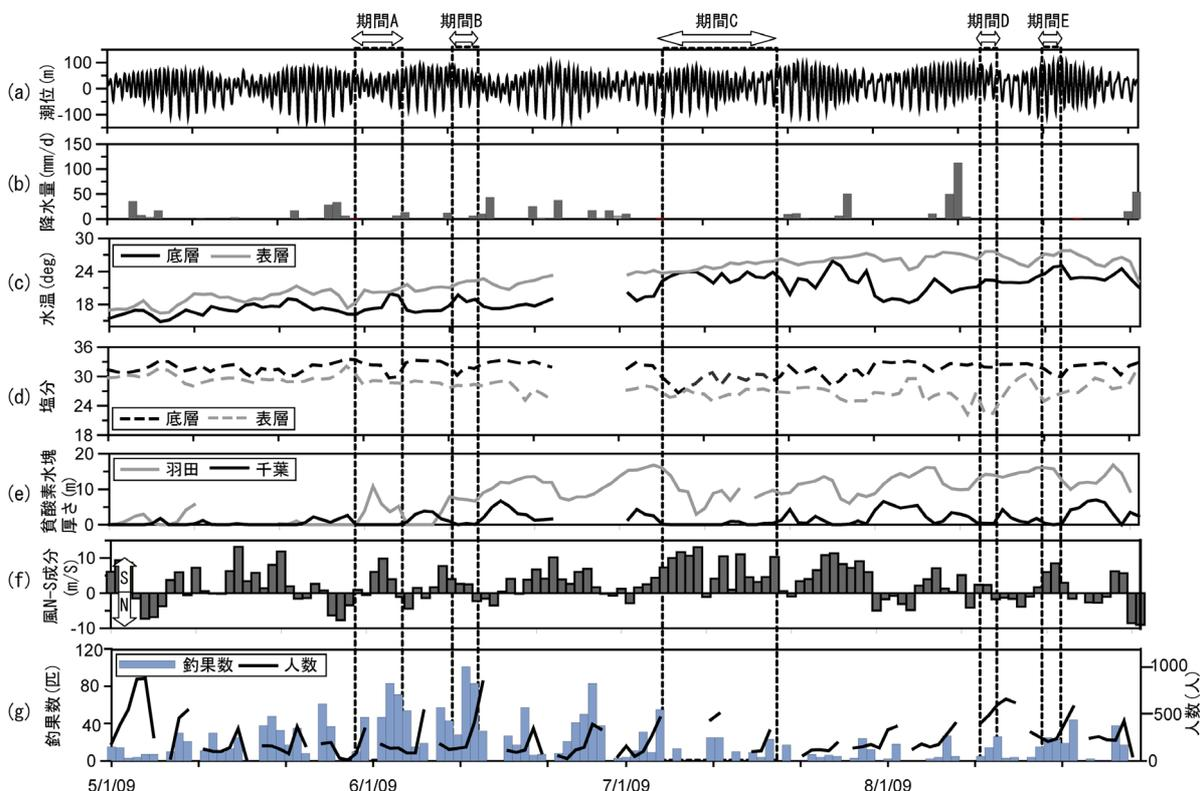 期間A 期間B 期間C 期間D 期間E
(a) 潮位(m) 100 0 -100
(b) 降水量(mm/d) 150 100 50 0
(c) 水温(deg) 30 24 18
底層 表層
(d) 塩分 36 30 24 18
底層 表層
(e) 貧酸素水塊
厚さ(m) 20 10 0
羽田 千葉
(f) 風N-S成分
(m/S) 10 0 -10
S
N
(g) 釣果数(匹) 120 80 40 0
釣果数 人数
1000 500 0 人数(人)
5/1/09 6/1/09 7/1/09 8/1/09